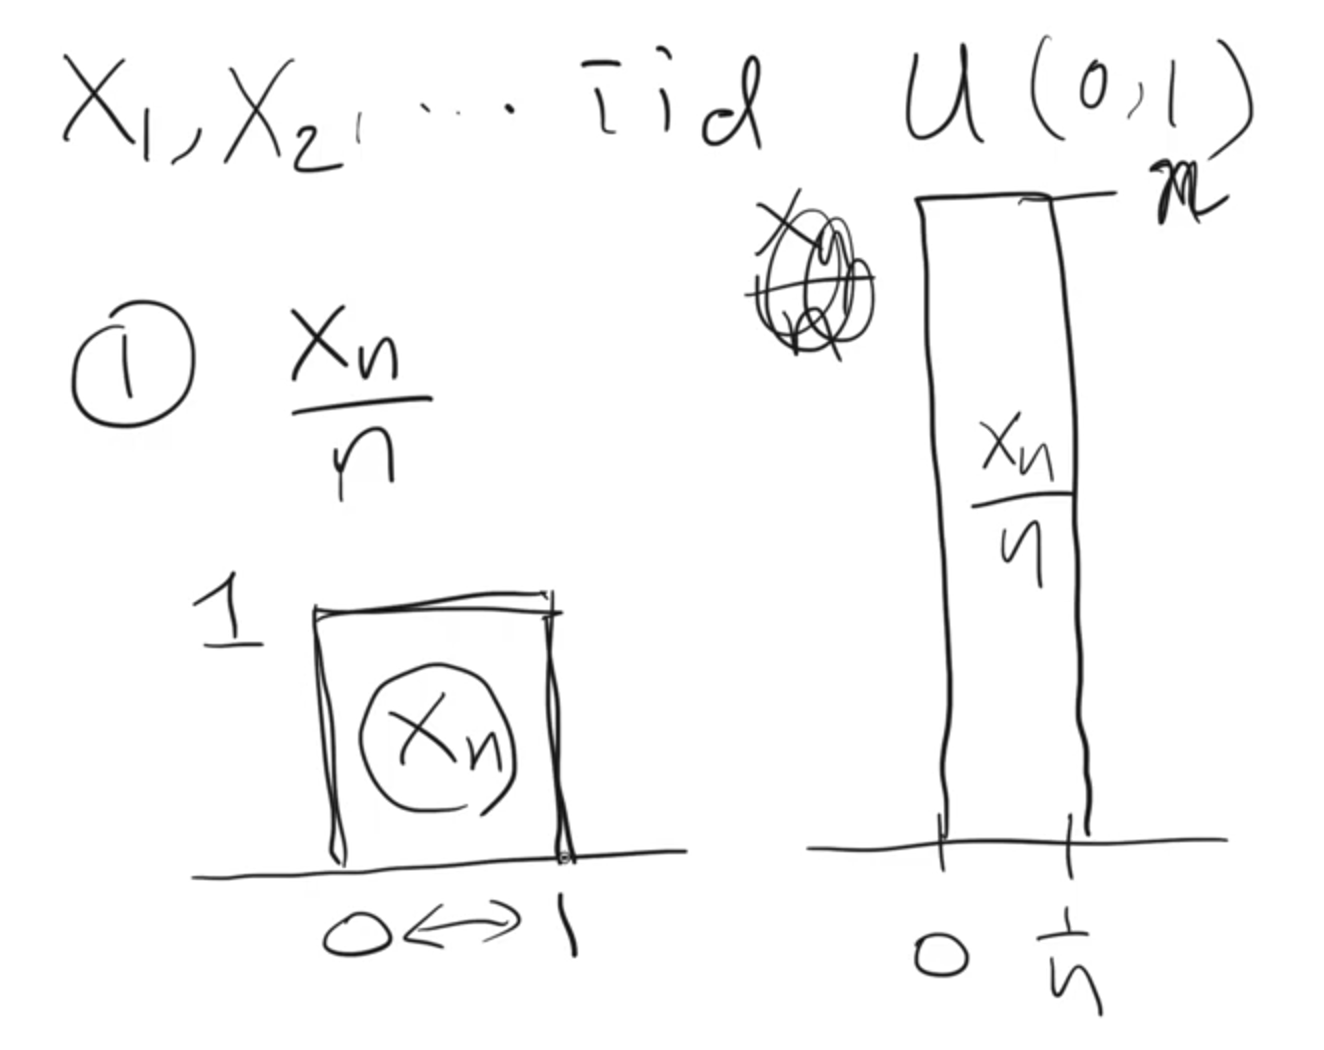 X₁, X₂, ... iid U(0,1)
n
① Xₙ/n
Xₙ/n
1
Xₙ
0 ↔ 1
0 1/n